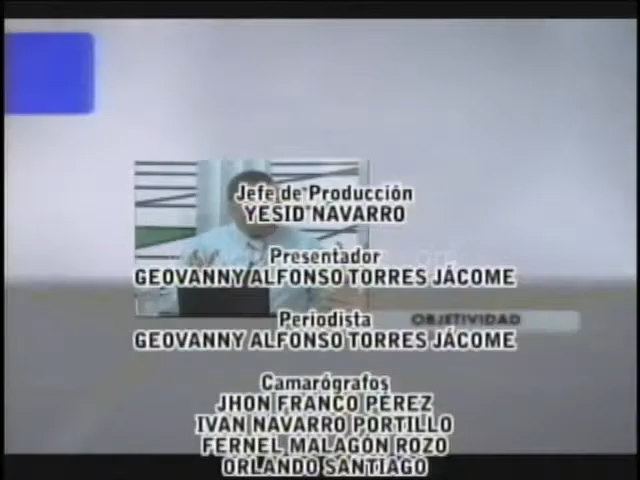 Jefe de Producción
YESID NAVARRO
Presentador
GEOVANNY ALFONSO TORRES JÁCOME
Periodista
OBJETIVIDAD
GEOVANNY ALFONSO TORRES JÁCOME
Camarógrafos
JHON FRANCO PEREZ
IVAN NAVARRO PORTILLO
FERNEL MALAGÓN ROZO
ORLANDO SANTIAGO